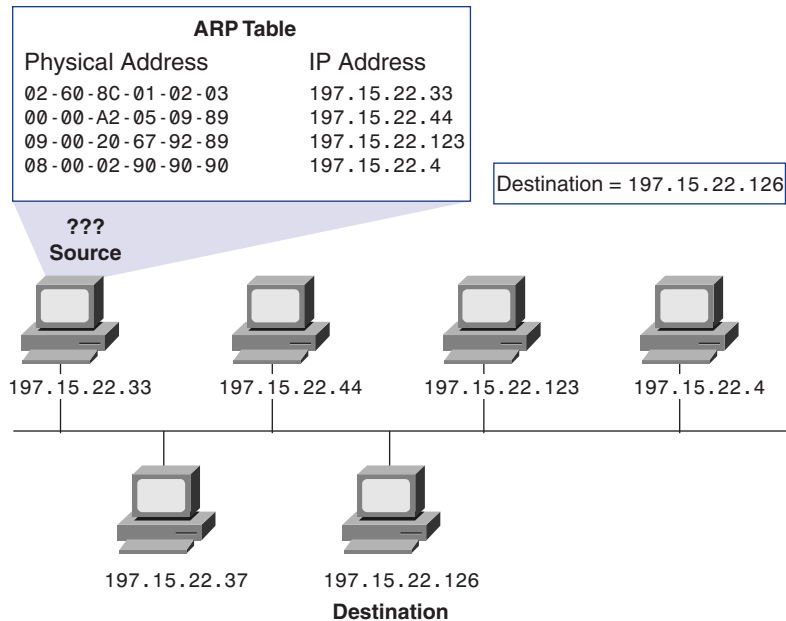 ARP Table
Physical Address IP Address
02-60-8C-01-02-03 197.15.22.33
00-00-A2-05-09-89 197.15.22.44
09-00-20-67-92-89 197.15.22.123
08-00-02-90-90-90 197.15.22.4
Destination = 197.15.22.126
???
Source
197.15.22.33 197.15.22.44 197.15.22.123 197.15.22.4
197.15.22.37 197.15.22.126
Destination